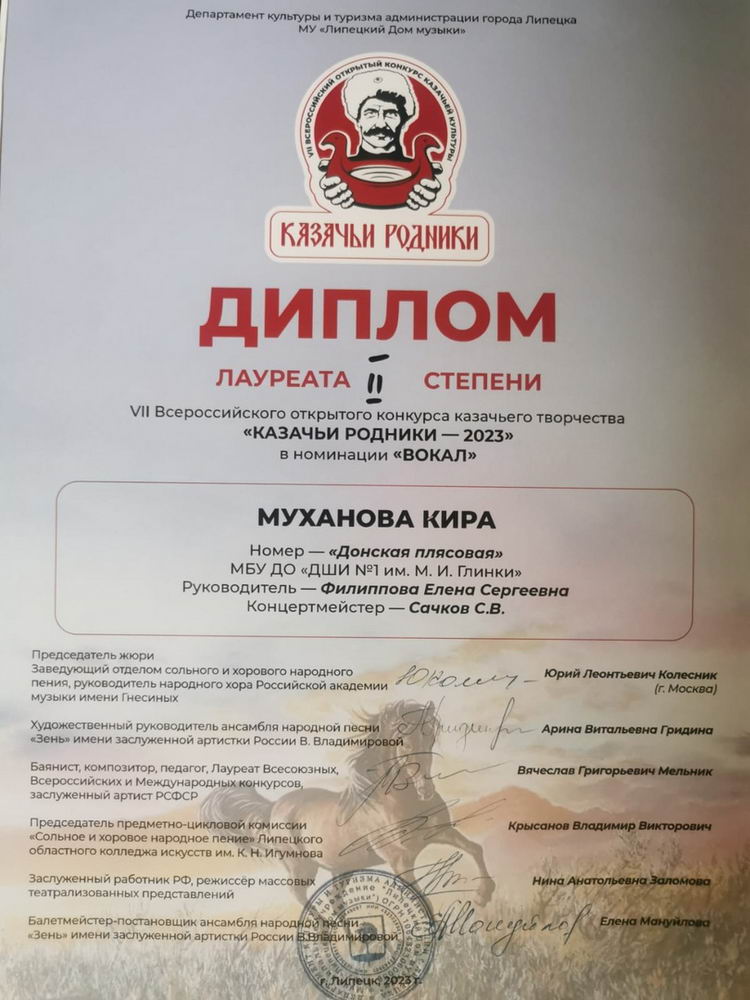 Департамент культуры и туризма администрации города Липецка
МУ «Липецкий Дом музыки»
VII ВСЕРОССИЙСКИЙ ОТКРЫТЫЙ КОНКУРС КАЗАЧЬЕЙ КУЛЬТУРЫ
КАЗАЧЬИ РОДНИКИ
ДИПЛОМ
ЛАУРЕАТА II СТЕПЕНИ
VII Всероссийского открытого конкурса казачьего творчества
«КАЗАЧЬИ РОДНИКИ — 2023»
в номинации «ВОКАЛ»
МУХАНОВА КИРА
Номер — «Донская плясовая»
МБУ ДО «ДШИ №1 им. М. И. Глинки»
Руководитель — Филиппова Елена Сергеевна
Концертмейстер — Сачков С.В.
Председатель жюри
Заведующий отделом сольного и хорового народного
пения, руководитель народного хора Российской академии
музыки имени Гнесиных
Юрий Леонтьевич Колесник
(г. Москва)
Художественный руководитель ансамбля народной песни
«Зень» имени заслуженной артистки России В. Владимировой
Арина Витальевна Гридина
Баянист, композитор, педагог, Лауреат Всесоюзных,
Всероссийских и Международных конкурсов,
заслуженный артист РСФСР
Вячеслав Григорьевич Мельник
Председатель предметно-цикловой комиссии
«Сольное и хоровое народное пение» Липецкого
областного колледжа искусств им. К. Н. Игумнова
Крысанов Владимир Викторович
Заслуженный работник РФ, режиссёр массовых
театрализованных представлений
Нина Анатольевна Заломова
Балетмейстер-постановщик ансамбля народной песни
«Зень» имени заслуженной артистки России В.Владимировой
Елена Мануйлова
г. Липецк, 2023 г.